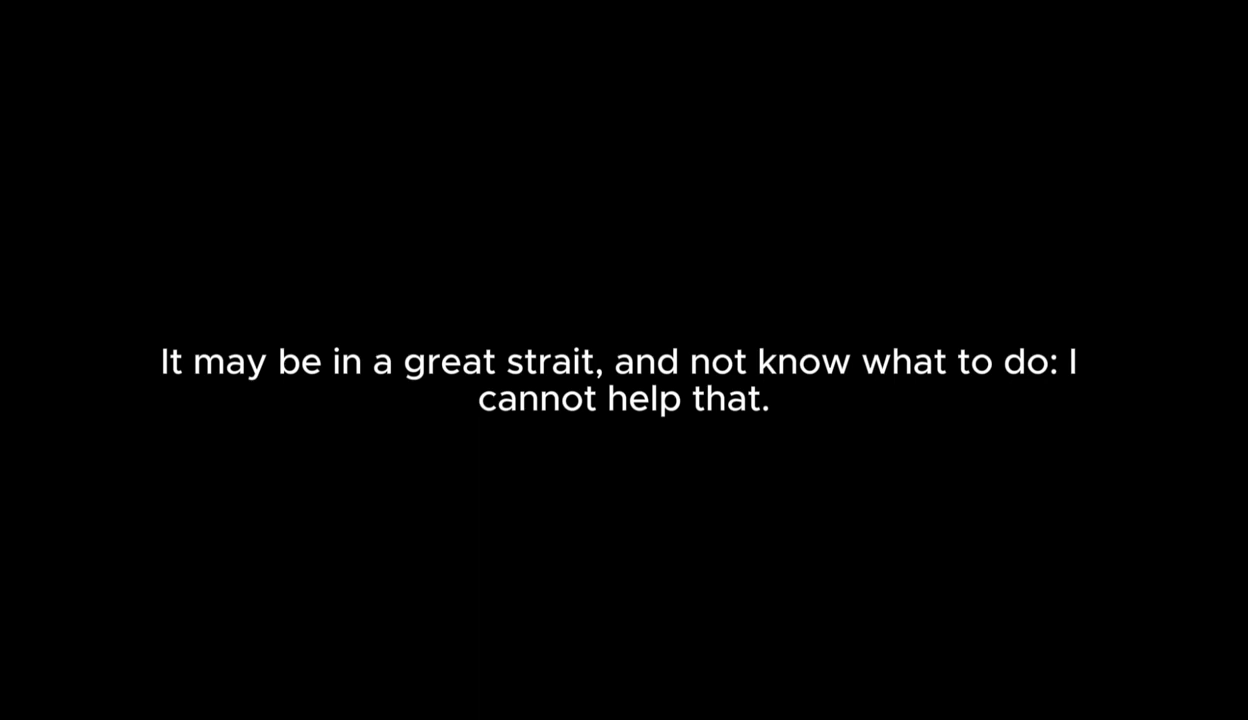 It may be in a great strait, and not know what to do: I
cannot help that.